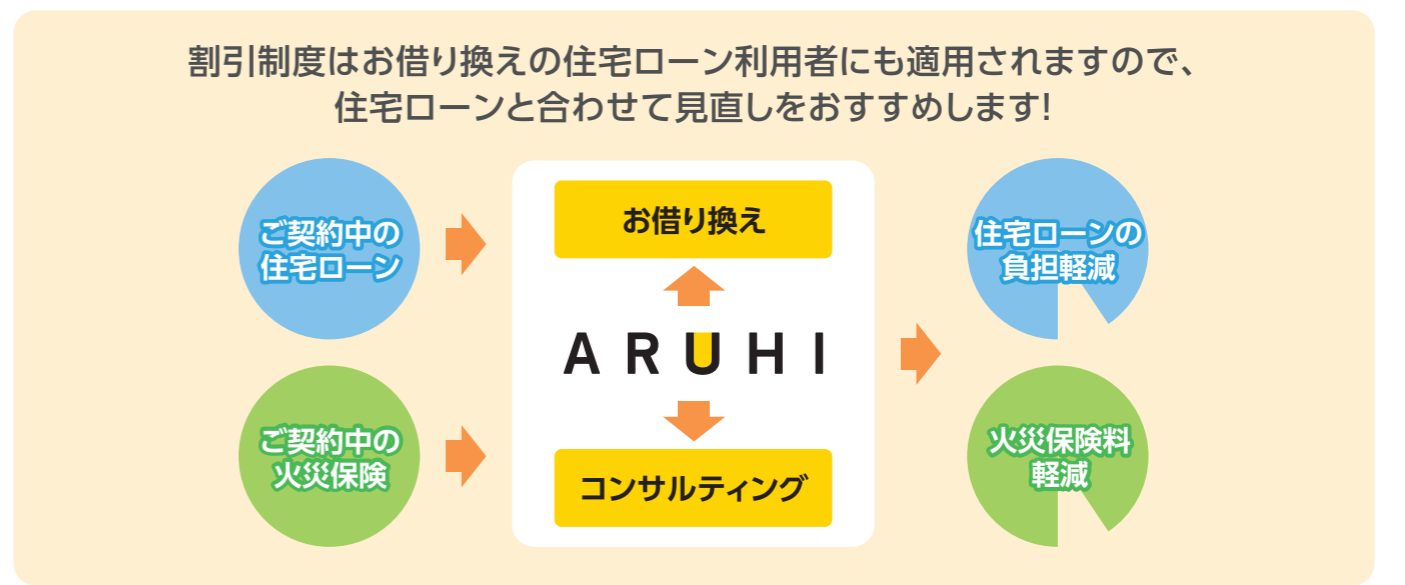 割引制度はお借り換えの住宅ローン利用者にも適用されますので、
住宅ローンと合わせて見直しをおすすめします!
ご契約中の
住宅ローン
お借り換え
住宅ローンの
負担軽減
ARUHI
ご契約中の
火災保険
コンサルティング
火災保険料
軽減